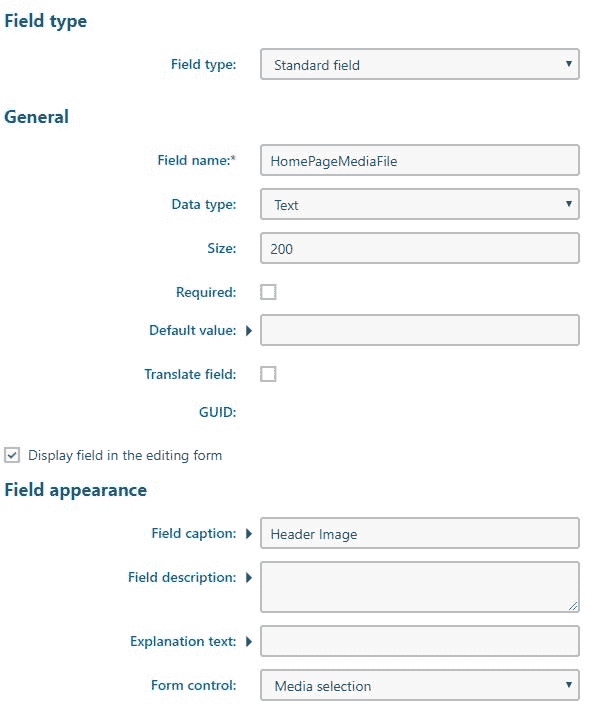 Field type
Field type: Standard field
General
Field name:* HomePageMediaFile
Data type: Text
Size: 200
Required:
Default value:
Translate field:
GUID:
Display field in the editing form
Field appearance
Field caption: Header Image
Field description:
Explanation text:
Form control: Media selection